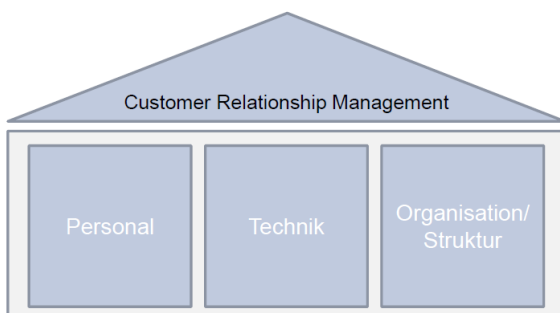 Customer Relationship Management
Personal
Technik
Organisation/
Struktur